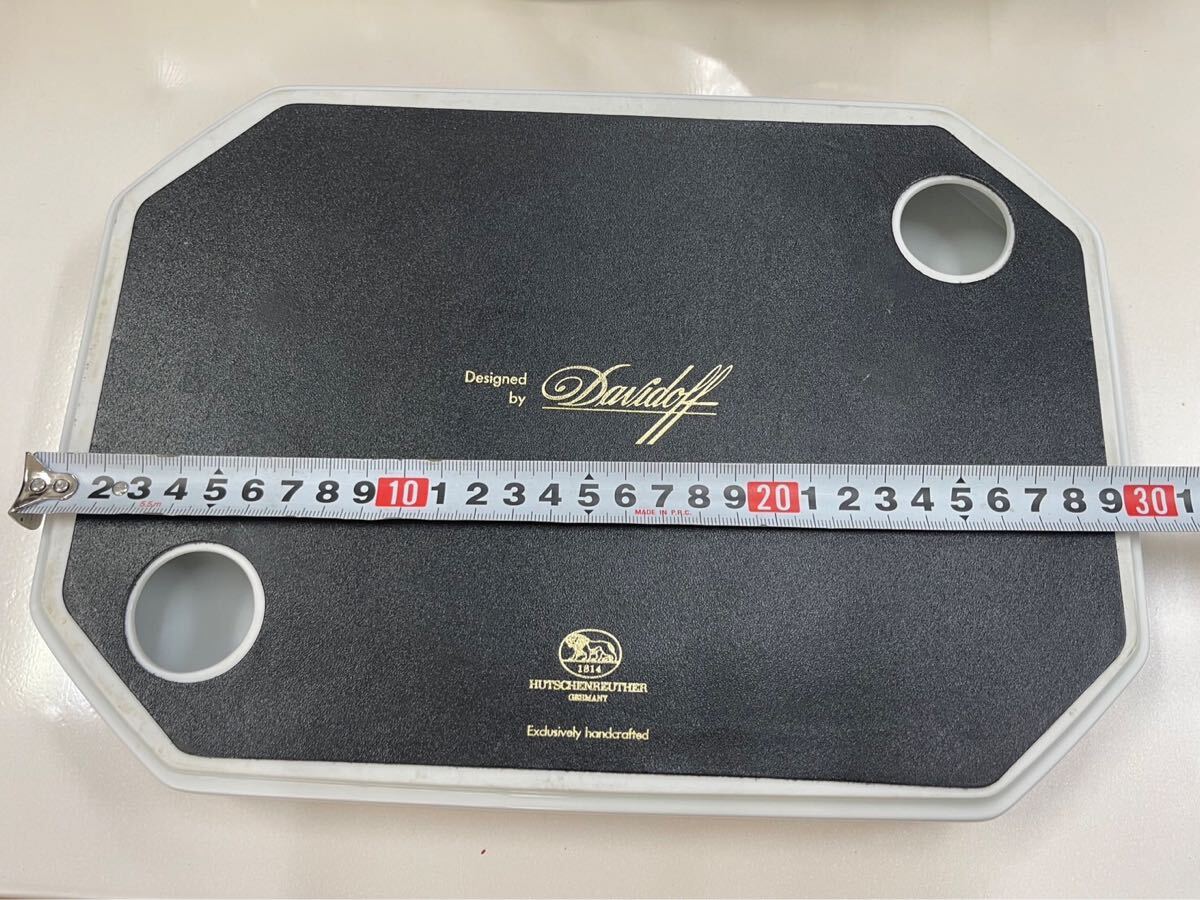 Designed
by Davidoff
2 3 4 5 6 7 8 9 10 1 2 3 4 5 6 7 8 9 20 1 2 3 4 5 6 7 8 9 30 1
5.5m
MADE IN P.R.C.
1814
HUTSCHENREUTHER
GERMANY
Exclusively handcrafted